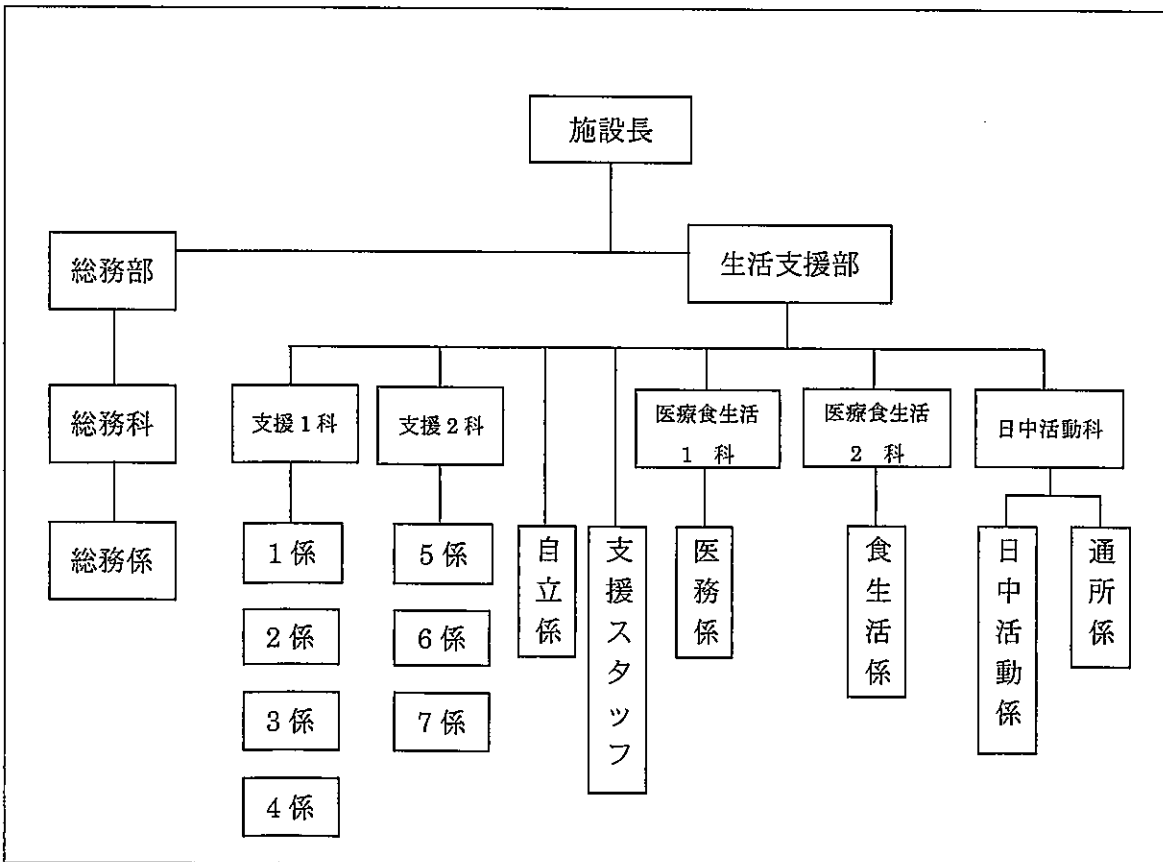 施設長
総務部
生活支援部
総務科
支援1科
支援2科
医療食生活
1 科
医療食生活
2 科
日中活動科
総務係
1係
2係
3係
4係
5係
6係
7係
自立係
支援スタッフ
医務係
食生活係
日中活動係
通所係